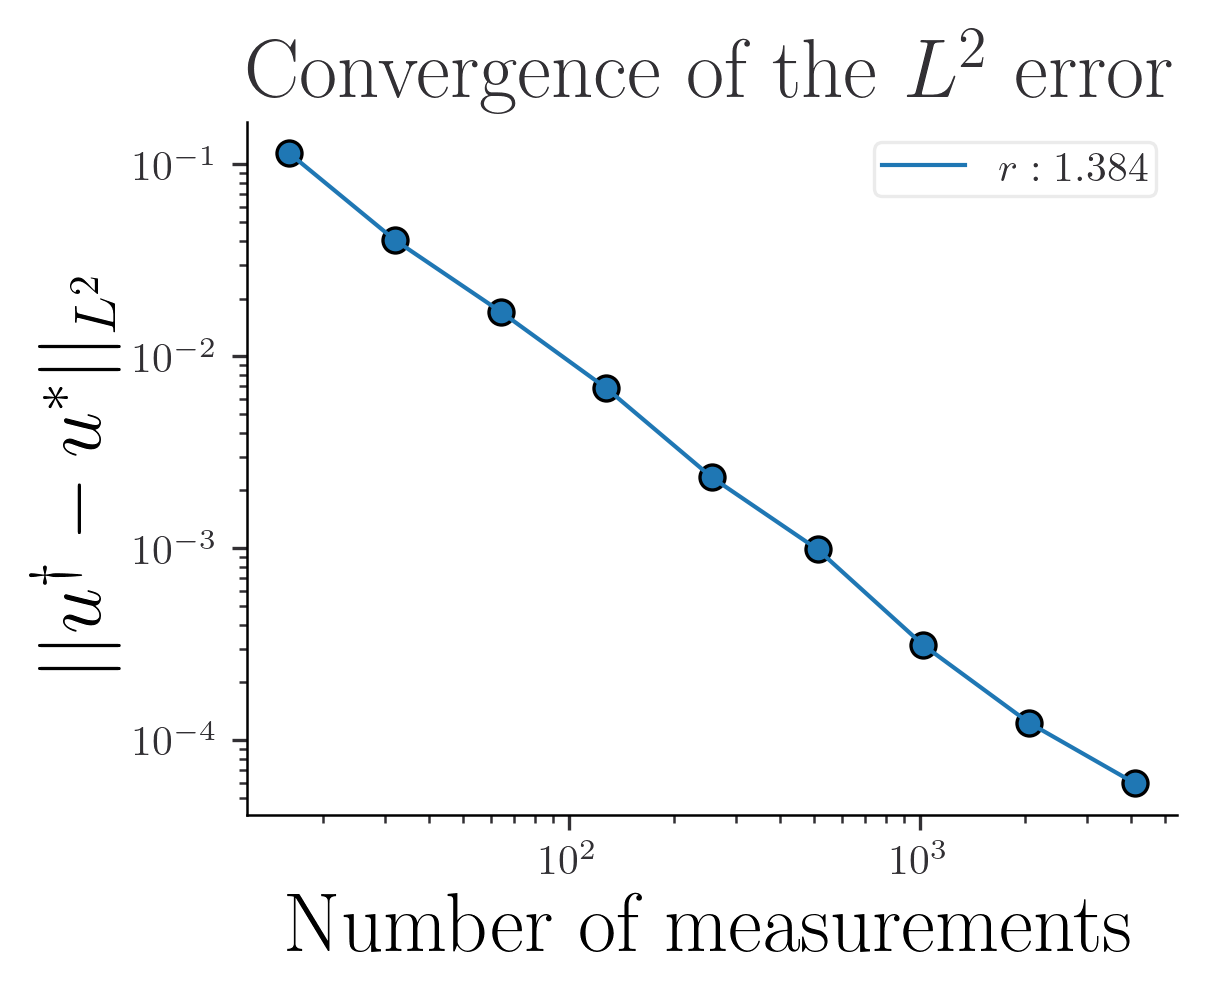 Convergence of the $L^2$ error
$r : 1.384$
$||u^\dagger - u^*||_{L^2}$
$10^{-1}$
$10^{-2}$
$10^{-3}$
$10^{-4}$
$10^2$ $10^3$
Number of measurements